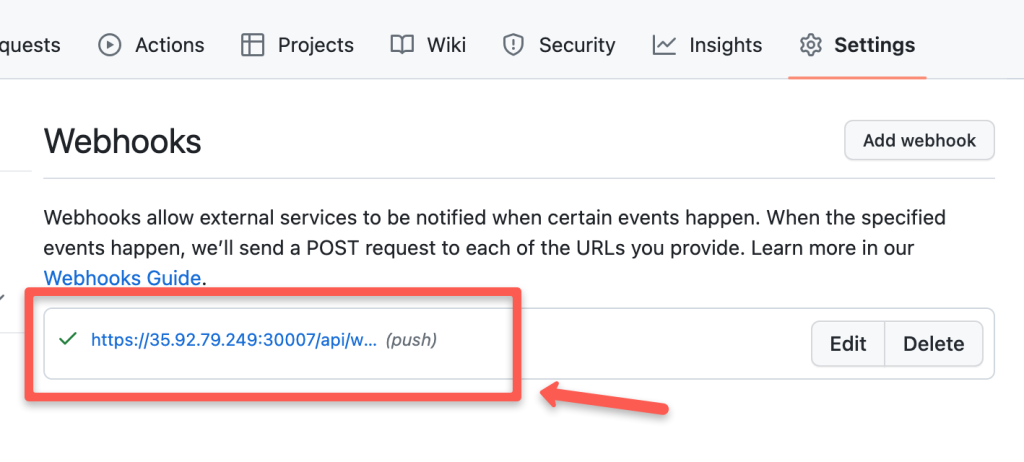 quests Actions Projects Wiki Security Insights Settings
Webhooks Add webhook
Webhooks allow external services to be notified when certain events happen. When the specified
events happen, we’ll send a POST request to each of the URLs you provide. Learn more in our
Webhooks Guide.
https://35.92.79.249:30007/api/w... (push) Edit Delete